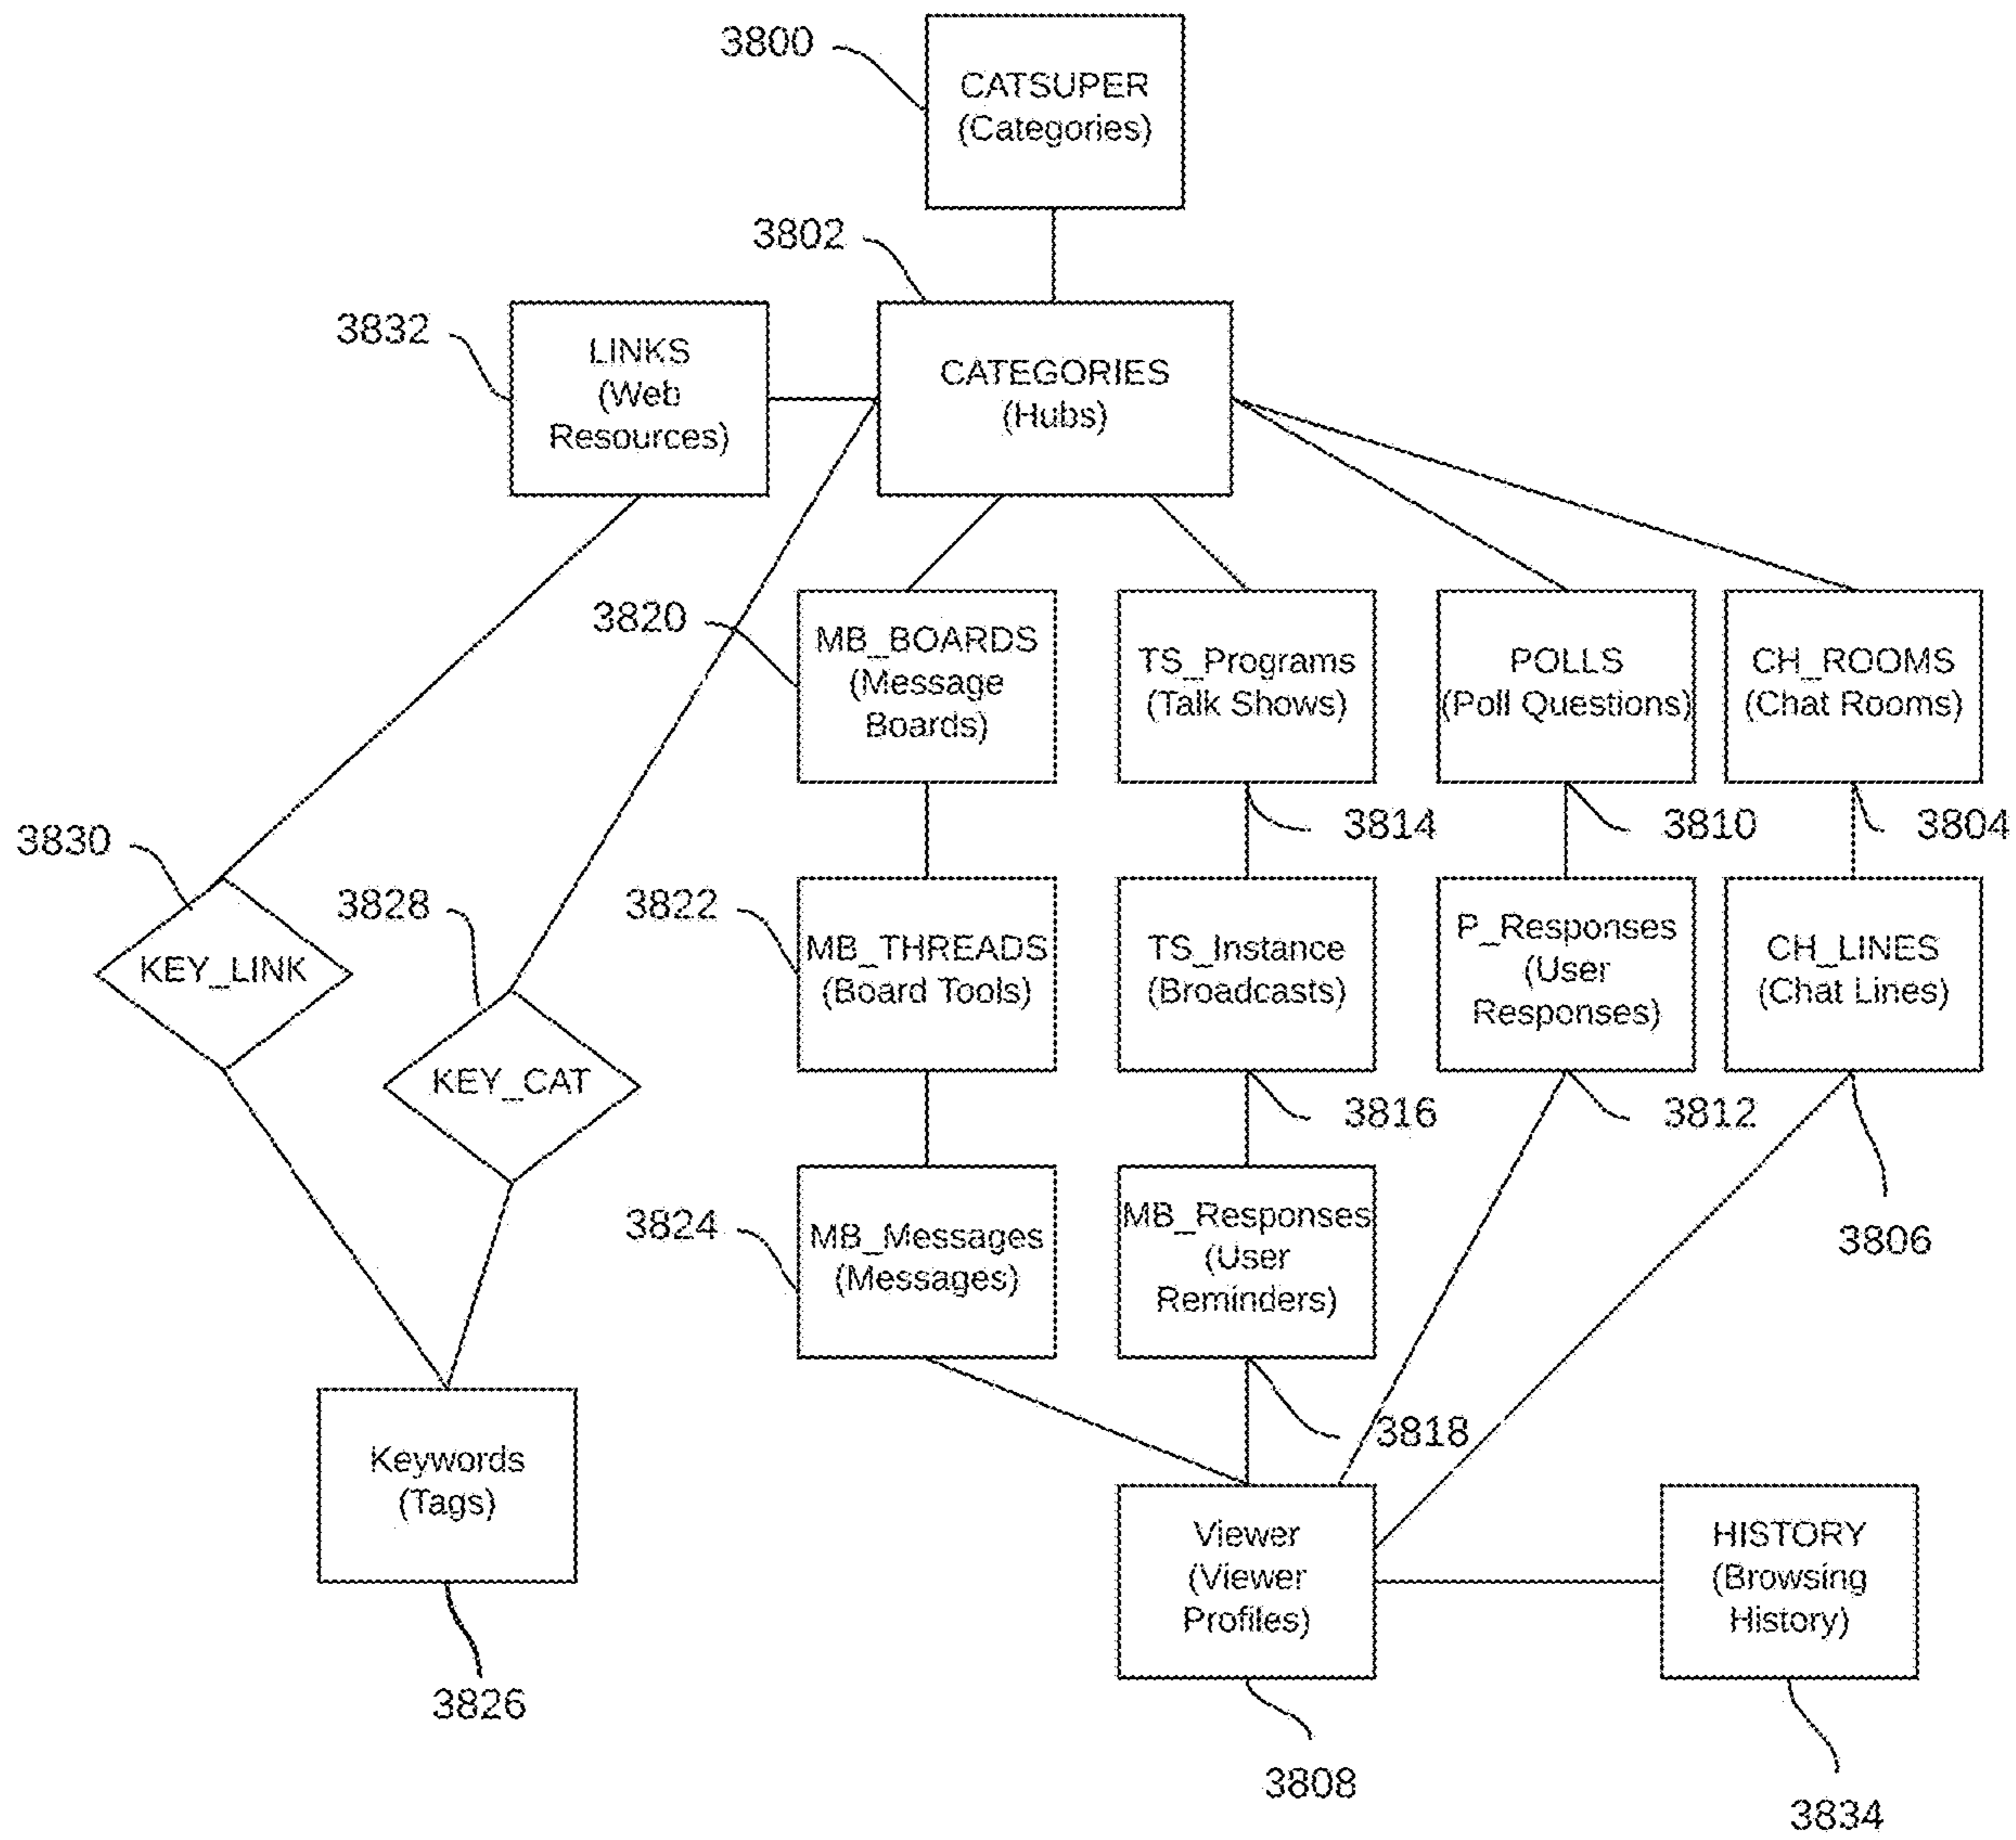 3800
CATSUPER
(Categories)
3802
3832
LINKS
(Web
Resources)
CATEGORIES
(Hubs)
3820
MB_BOARDS
(Message
Boards)
TS_Programs
(Talk Shows)
POLLS
(Poll Questions)
CH_ROOMS
(Chat Rooms)
3814
3810
3804
3830
KEY_LINK
3828
KEY_CAT
3822
MB_THREADS
(Board Tools)
TS_Instance
(Broadcasts)
P_Responses
(User
Responses)
CH_LINES
(Chat Lines)
3816
3812
3806
3824
MB_Messages
(Messages)
MB_Responses
(User
Reminders)
3818
Keywords
(Tags)
3826
Viewer
(Viewer
Profiles)
HISTORY
(Browsing
History)
3808
3834